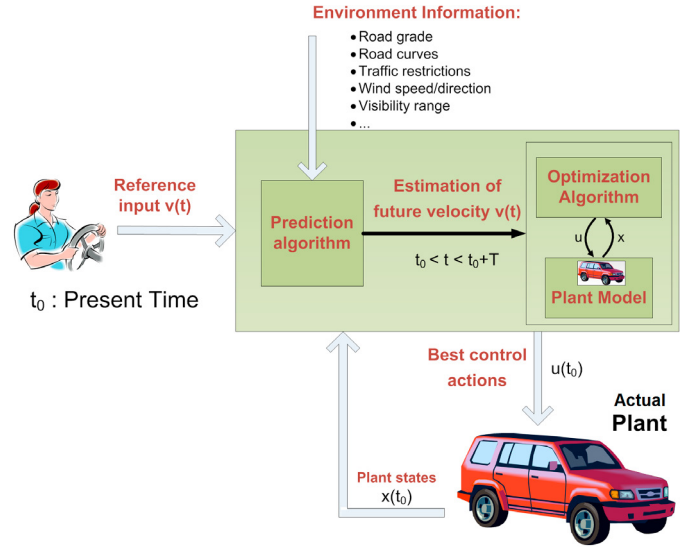 Environment Information:
• Road grade
• Road curves
• Traffic restrictions
• Wind speed/direction
• Visibility range
• ...
Reference
input v(t)
t₀ : Present Time
Prediction
algorithm
Estimation of
future velocity v(t)
t₀ < t < t₀+T
Optimization
Algorithm
u
x
Plant Model
Best control
actions
u(t₀)
Actual
Plant
Plant states
x(t₀)